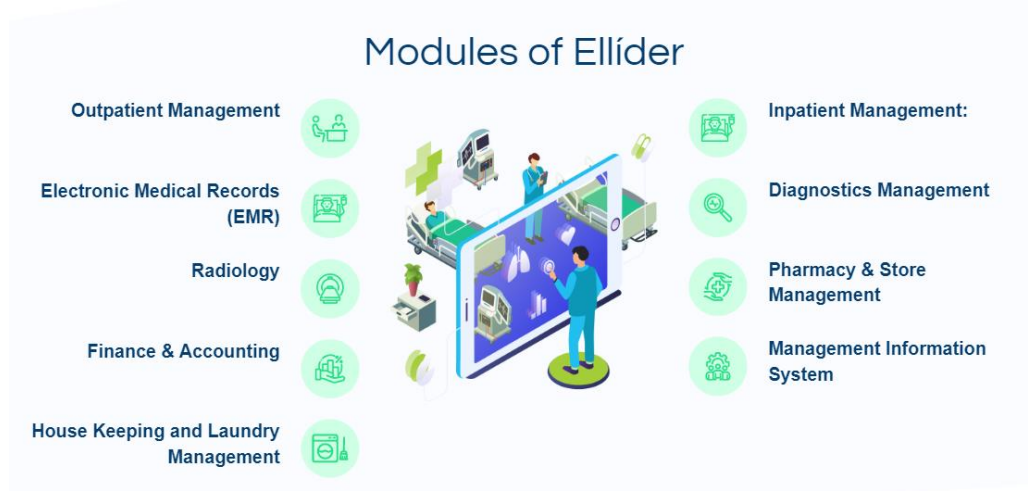 Modules of Ellíder
Outpatient Management
Electronic Medical Records
(EMR)
Radiology
Finance & Accounting
House Keeping and Laundry
Management
Inpatient Management:
Diagnostics Management
Pharmacy & Store
Management
Management Information
System